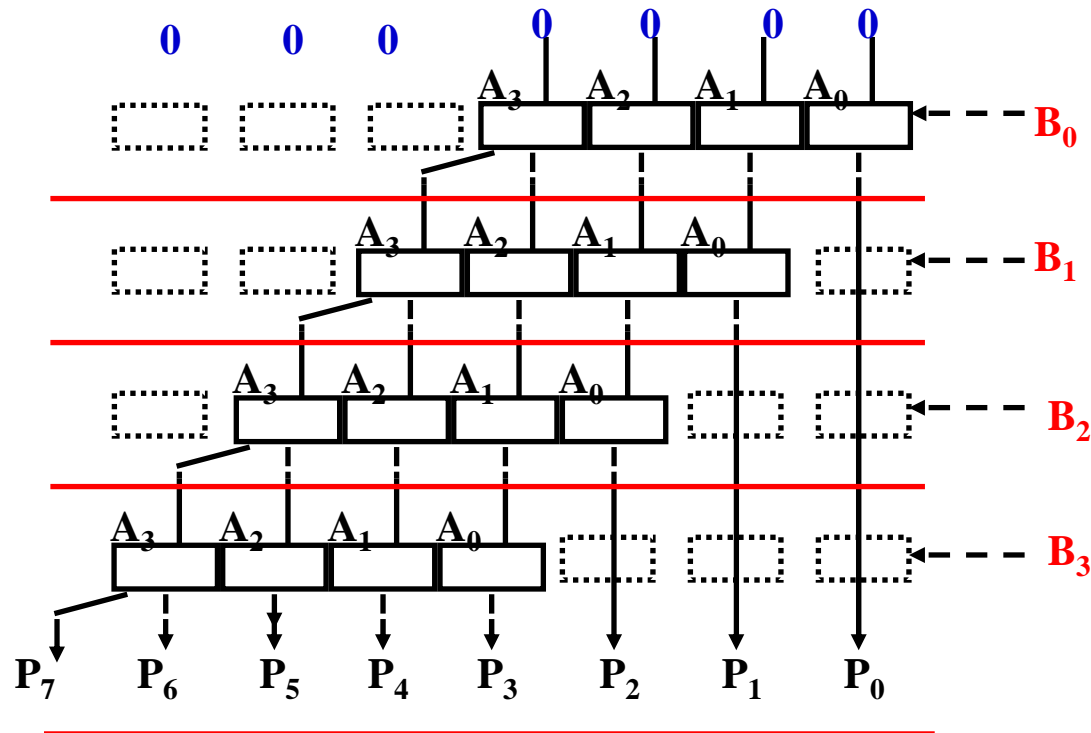 0 0 0 0 0 0 0
A₃ A₂ A₁ A₀
B₀
A₃ A₂ A₁ A₀
B₁
A₃ A₂ A₁ A₀
B₂
A₃ A₂ A₁ A₀
B₃
P₇ P₆ P₅ P₄ P₃ P₂ P₁ P₀